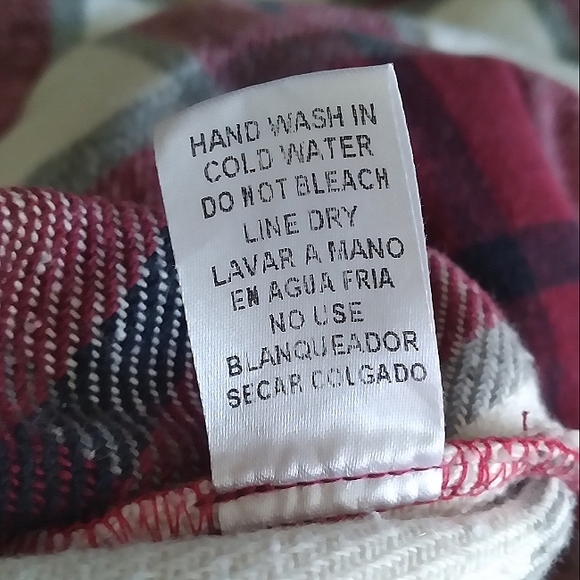 HAND WASH IN
COLD WATER
DO NOT BLEACH
LINE DRY
LAVAR A MANO
EN AGUA FRIA
NO USE
BLANQUEADOR
SECAR COLGADO